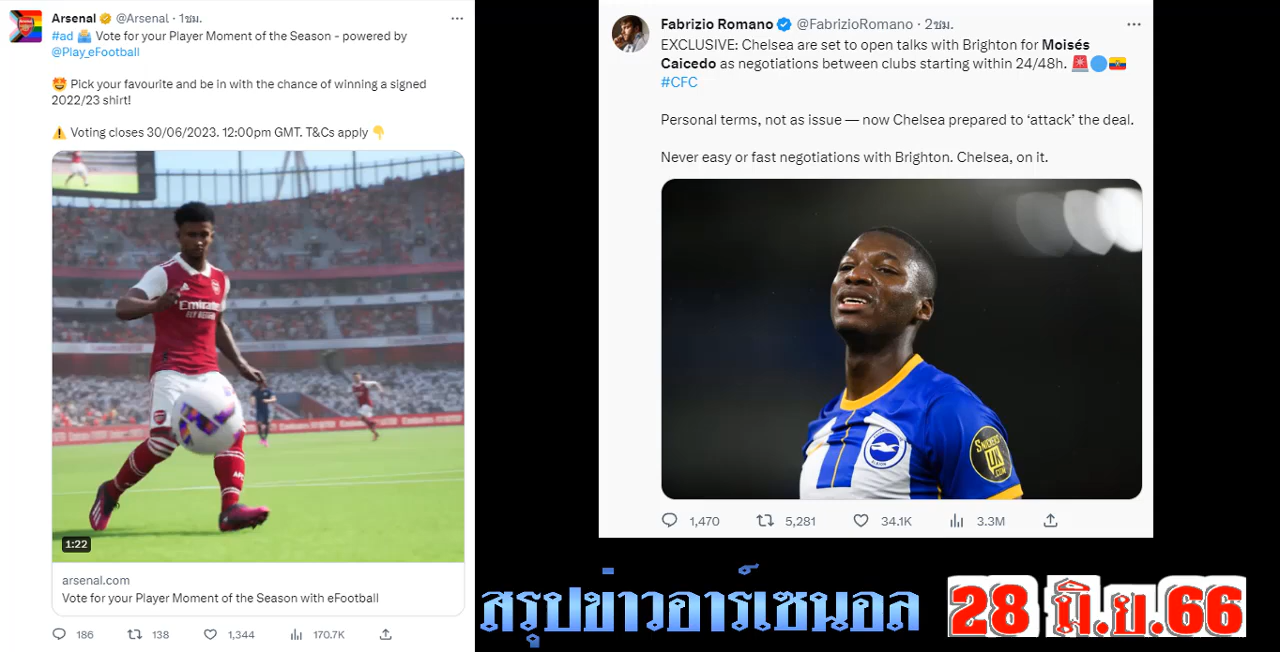 Arsenal @Arsenal · 1ชม.
#ad 🗳️ Vote for your Player Moment of the Season - powered by
@Play_eFootball
🤩 Pick your favourite and be in with the chance of winning a signed
2022/23 shirt!
⚠️ Voting closes 30/06/2023. 12:00pm GMT. T&Cs apply 👇
Emirates
FLY BETTER
1:22
arsenal.com
Vote for your Player Moment of the Season with eFootball
186 138 1,344 170.7K
Fabrizio Romano @FabrizioRomano · 2ชม.
EXCLUSIVE: Chelsea are set to open talks with Brighton for Moisés
Caicedo as negotiations between clubs starting within 24/48h. 🚨🔵🇪🇨
#CFC
Personal terms, not as issue — now Chelsea prepared to ‘attack’ the deal.
Never easy or fast negotiations with Brighton. Chelsea, on it.
SNICKERS
UK
.COM
1,470 5,281 34.1K 3.3M
สรุปข่าวอาร์เซนอล 28 มิ.ย.66